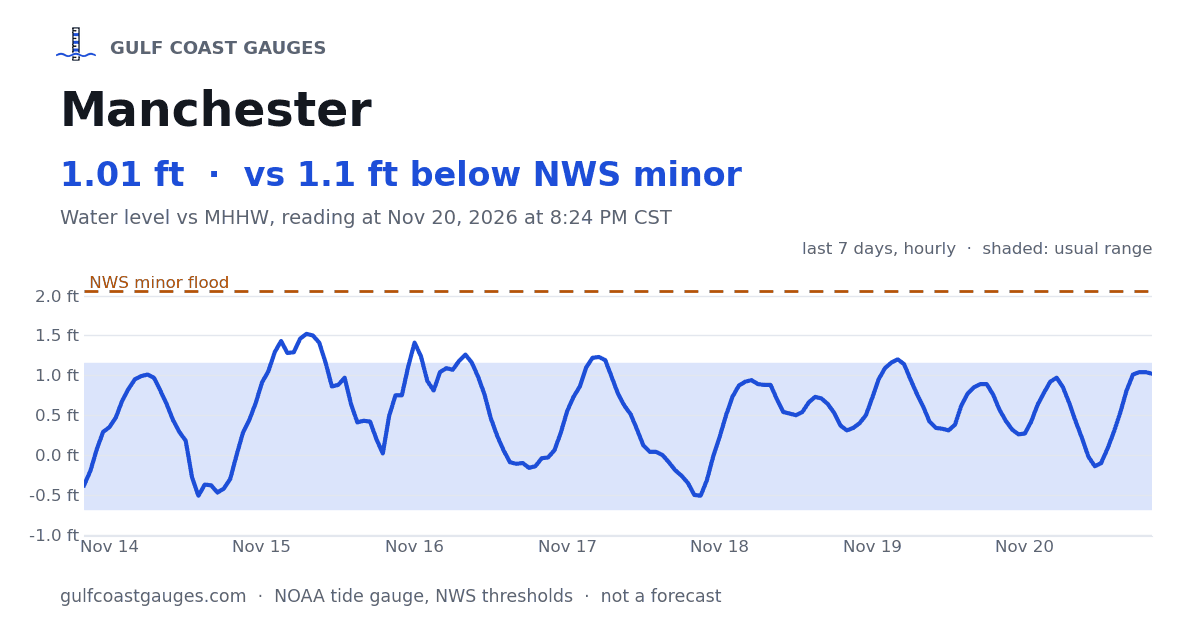 GULF COAST GAUGES
Manchester
1.01 ft · vs 1.1 ft below NWS minor
Water level vs MHHW, reading at Nov 20, 2026 at 8:24 PM CST
last 7 days, hourly · shaded: usual range
NWS minor flood
2.0 ft
1.5 ft
1.0 ft
0.5 ft
0.0 ft
-0.5 ft
-1.0 ft
Nov 14 Nov 15 Nov 16 Nov 17 Nov 18 Nov 19 Nov 20
gulfcoastgauges.com · NOAA tide gauge, NWS thresholds · not a forecast